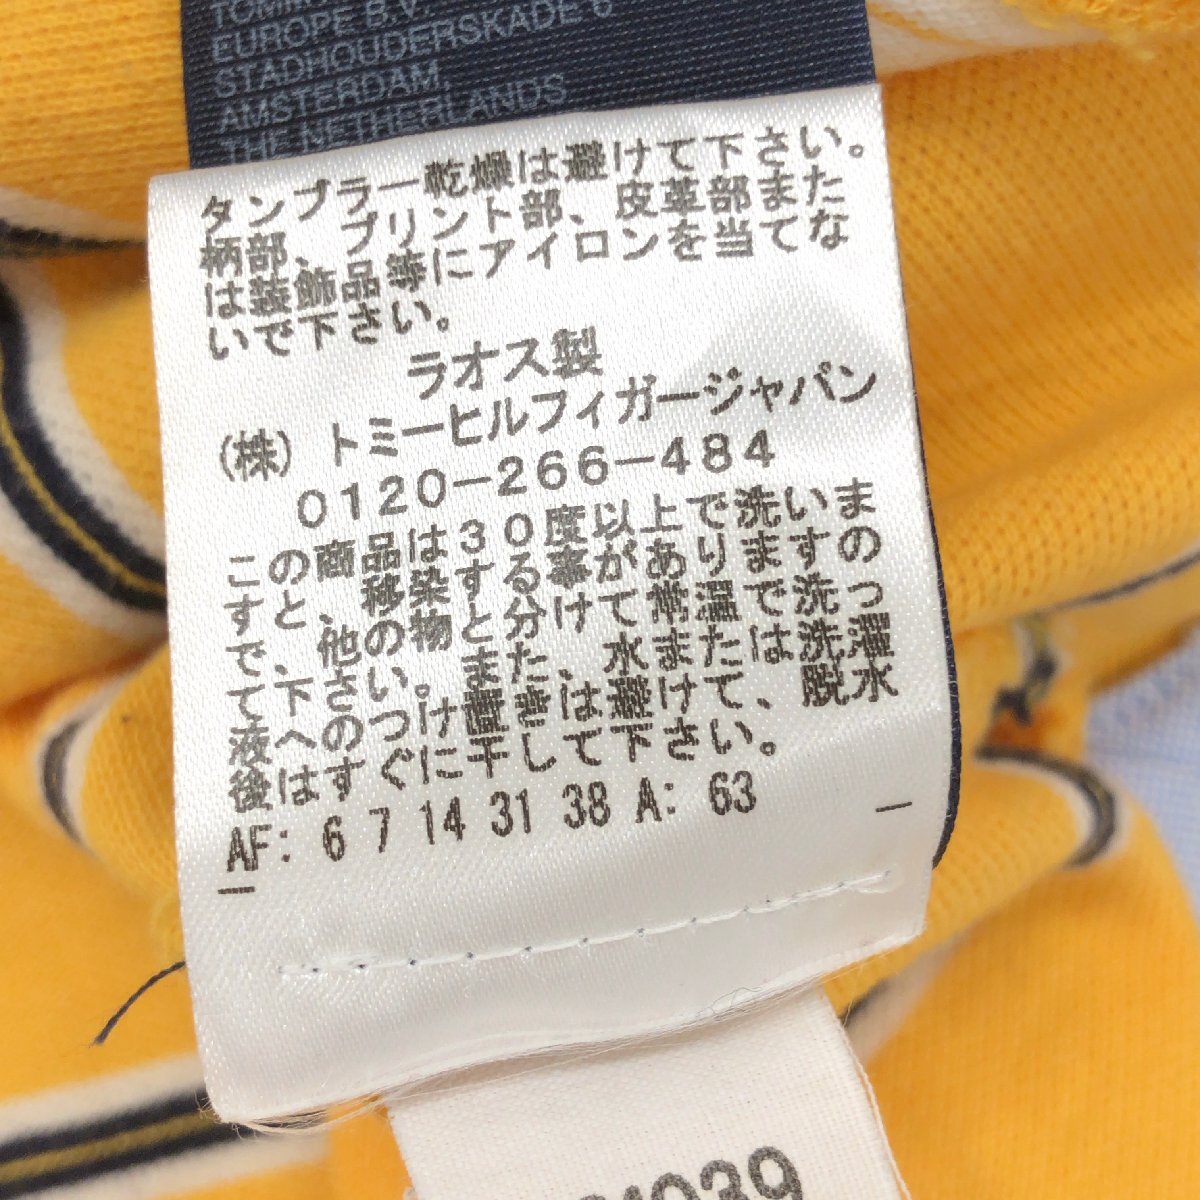 EUROPE B.V.
STADHOUDERSKADE 6
AMSTERDAM,
THE NETHERLANDS
タンブラー乾燥は避けて下さい。
柄部、プリント部、皮革部また
は装飾品等にアイロンを当てな
いで下さい。
ラオス製
(株) トミーヒルフィガージャパン
0120-266-484
この商品は30度以上で洗いま
すと、移染する事がありますの
で、他の物と分けて常温で洗っ
て下さい。また、水または洗濯
液へのつけ置きは避けて、脱水
後はすぐに干して下さい。
AF: 6 7 14 31 38 A: 63